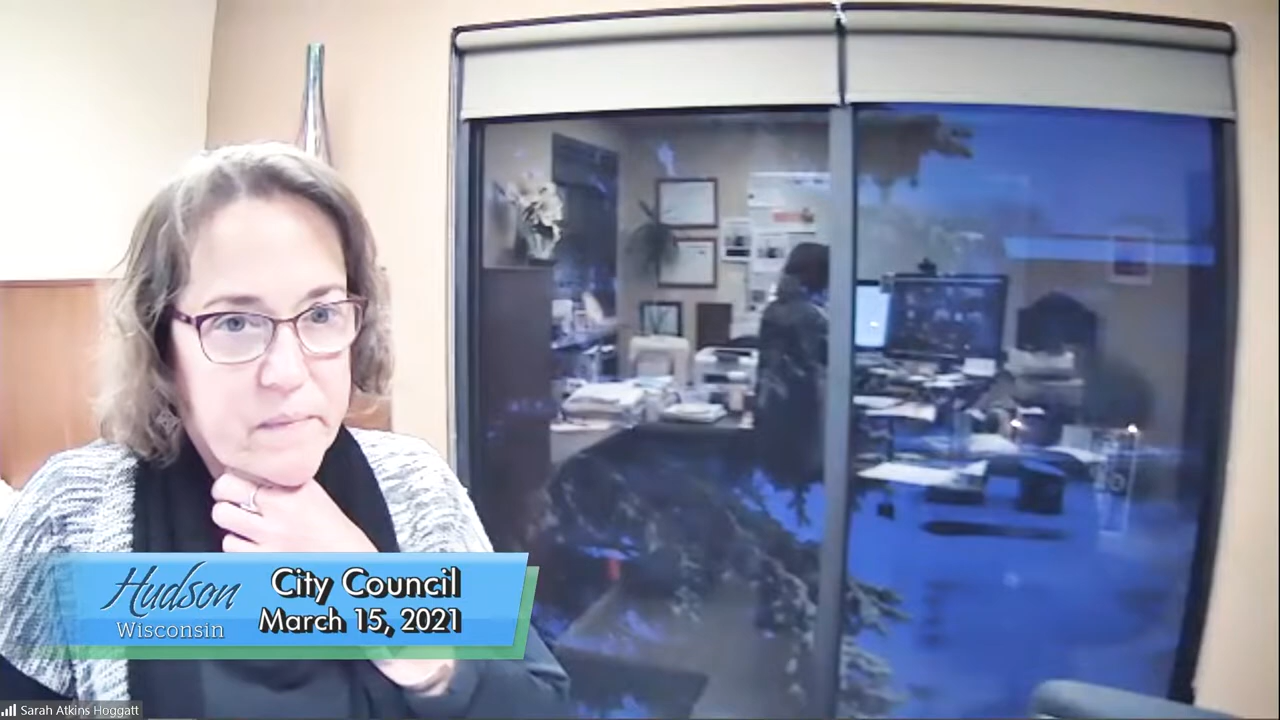 Hudson
Wisconsin
City Council
March 15, 2021
Sarah Atkins Hoggatt